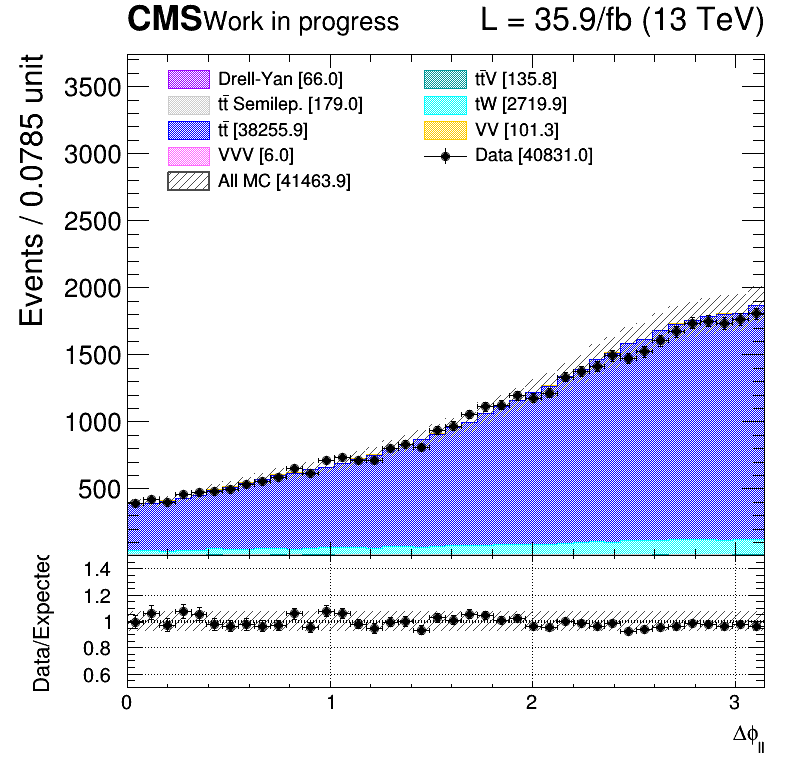 CMS Work in progress L = 35.9/fb (13 TeV)
Events / 0.0785 unit
3500
3000
2500
2000
1500
1000
500
Drell-Yan [66.0]
tt̄ Semilep. [179.0]
tt̄ [38255.9]
VVV [6.0]
All MC [41463.9]
tt̄V [135.8]
tW [2719.9]
VV [101.3]
Data [40831.0]
Data/Expected
1.4
1.2
1
0.8
0.6
0 1 2 3
Δϕll